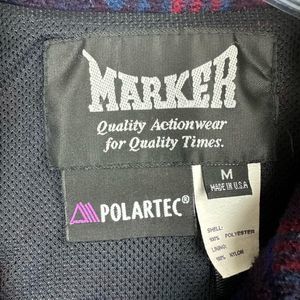 MARKER
Quality Actionwear
for Quality Times.
M
MADE IN U.S.A
POLARTEC®
SHELL:
100% POLYESTER
LINING:
100% NYLON